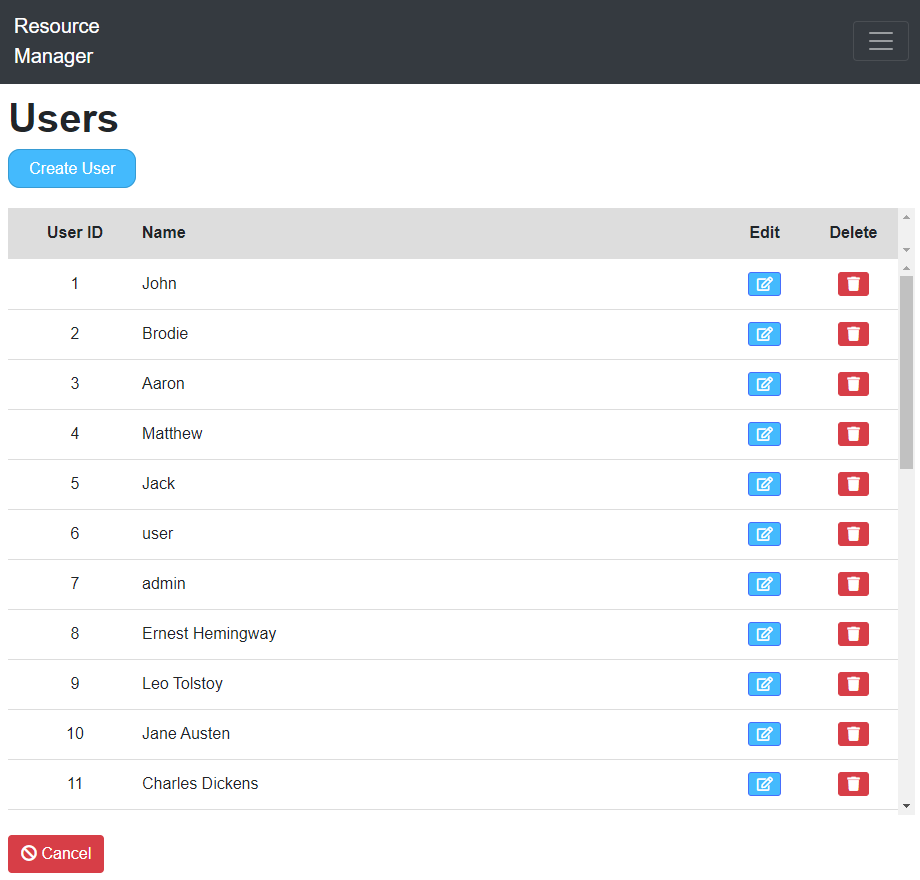 Resource
Manager
Users
Create User
User ID Name Edit Delete
1 John
2 Brodie
3 Aaron
4 Matthew
5 Jack
6 user
7 admin
8 Ernest Hemingway
9 Leo Tolstoy
10 Jane Austen
11 Charles Dickens
Cancel